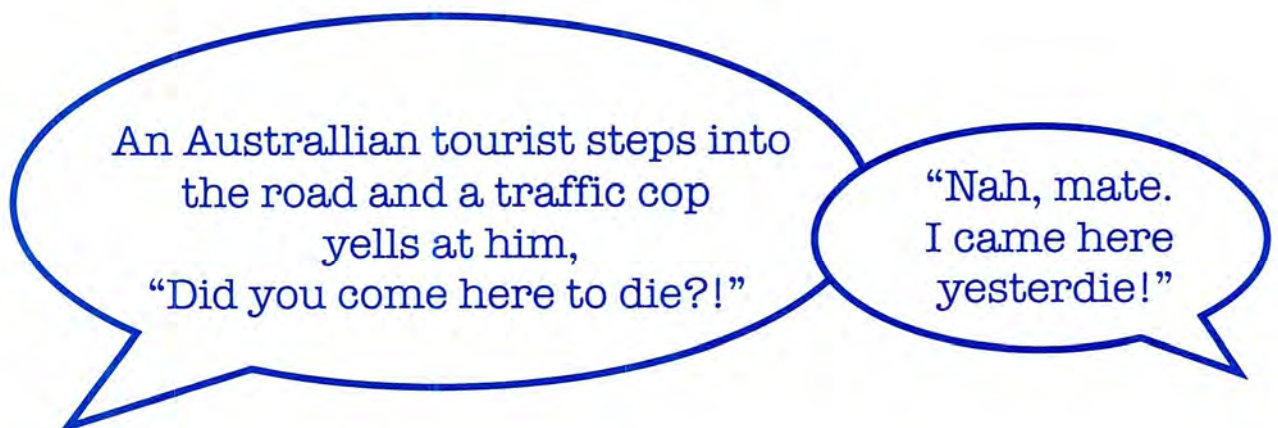 An Australlian tourist steps into
the road and a traffic cop
yells at him,
“Did you come here to die?!”
“Nah, mate.
I came here
yesterdie!”